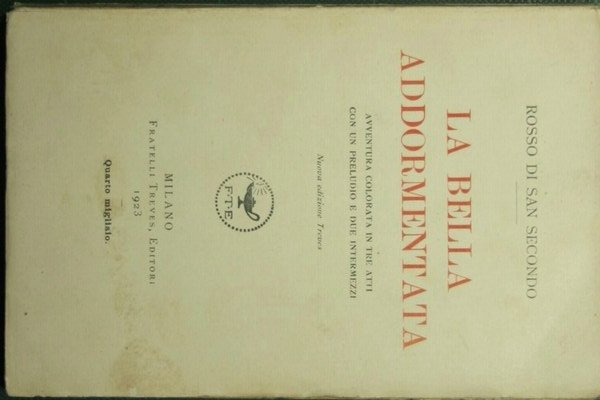 ROSSO DI SAN SECONDO
LA BELLA
ADDORMENTATA
AVVENTURA COLORATA IN TRE ATTI
CON UN PRELUDIO E DUE INTERMEZZI
Nuova edizione Treves
F·T·E
MILANO
FRATELLI TREVES, EDITORI
1923
Quarto migliaio.